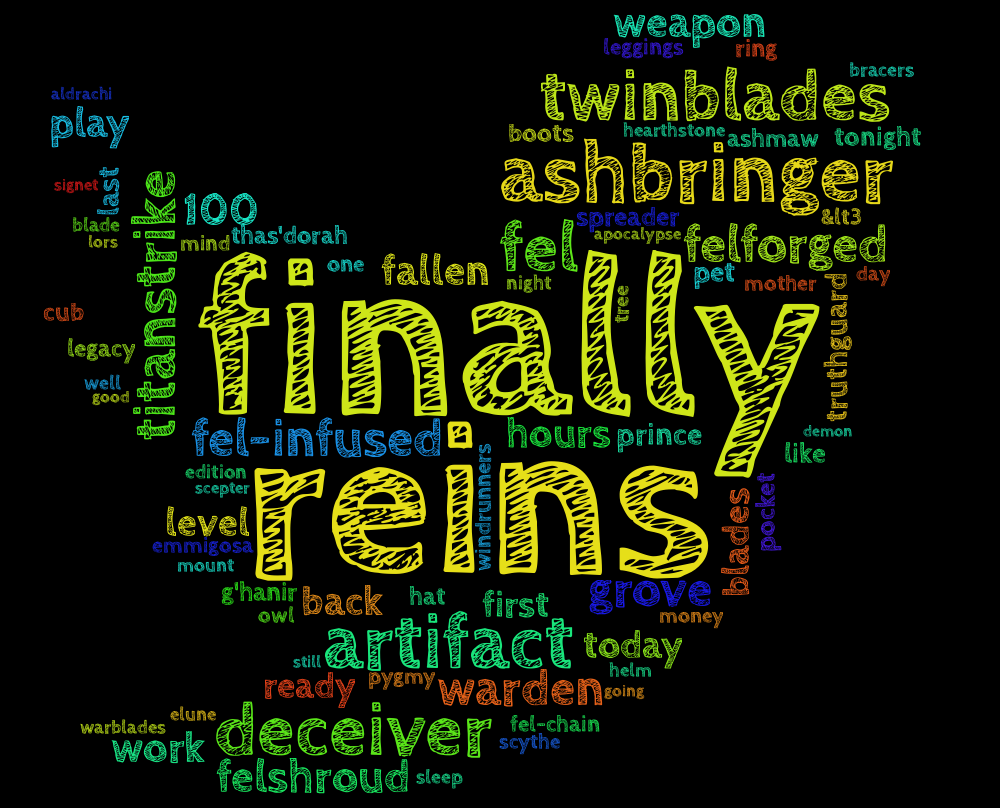 weapon
leggings
ring
bracers
twinblades
aldrachi
play
boots
hearthstone
ashmaw
tonight
ashbringer
signet
last
titanstrike
100
spreader
&lt3
blade
lors
mind
thas'dorah
fel
apocalypse
felforged
one
fallen
night
tree
pet
mother
day
cub
finally
truthguard
legacy
well
good
fel-infused
hours
prince
demon
like
windrunners
edition
scepter
reins
pocket
blades
level
emmigosa
mount
g'hanir
owl
back
hat
first
grove
money
artifact
today
still
helm
ready
pygmy
warden
going
elune
warblades
deceiver
fel-chain
work
scythe
felshroud
sleep